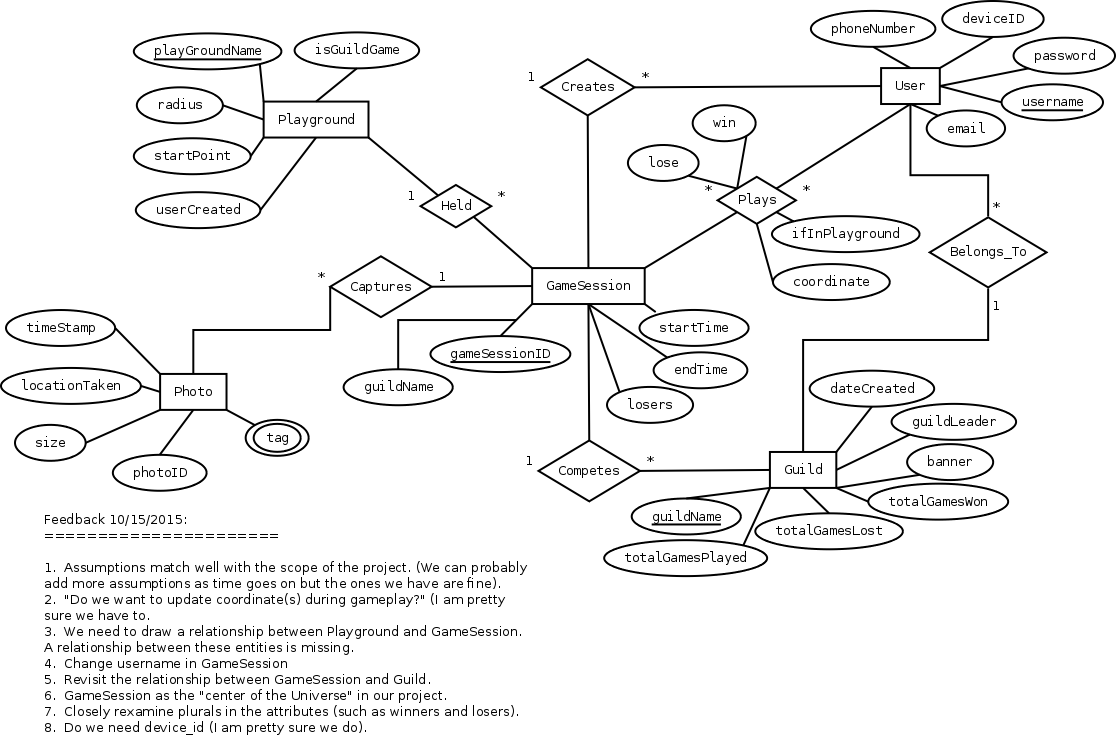 deviceID
phoneNumber
playGroundName
isGuildGame
password
1
*
Creates
User
radius
username
Playground
win
email
startPoint
lose
1
*
*
*
Plays
Held
*
userCreated
ifInPlayground
Belongs_To
*
1
Captures
GameSession
coordinate
1
timeStamp
startTime
gameSessionID
endTime
locationTaken
Photo
guildName
dateCreated
losers
guildLeader
size
tag
1
*
banner
photoID
Competes
Guild
totalGamesWon
guildName
totalGamesLost
totalGamesPlayed
Feedback 10/15/2015:
======================
1. Assumptions match well with the scope of the project. (We can probably
add more assumptions as time goes on but the ones we have are fine).
2. "Do we want to update coordinate(s) during gameplay?" (I am pretty
sure we have to.
3. We need to draw a relationship between Playground and GameSession.
A relationship between these entities is missing.
4. Change username in GameSession
5. Revisit the relationship between GameSession and Guild.
6. GameSession as the "center of the Universe" in our project.
7. Closely rexamine plurals in the attributes (such as winners and losers).
8. Do we need device_id (I am pretty sure we do).